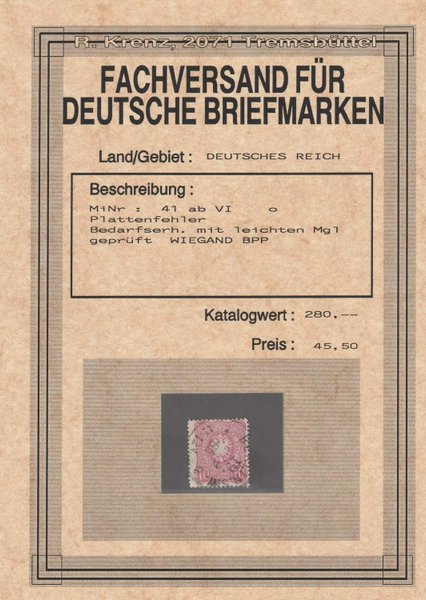 R. Krenz, 2071 Tremsbüttel
FACHVERSAND FÜR
DEUTSCHE BRIEFMARKEN
Land/Gebiet : DEUTSCHES REICH
Beschreibung :
MiNr : 41 ab VI o
Plattenfehler
Bedarfserh. mit leichten Mgl
geprüft WIEGAND BPP
Katalogwert : 280.--
Preis : 45.50